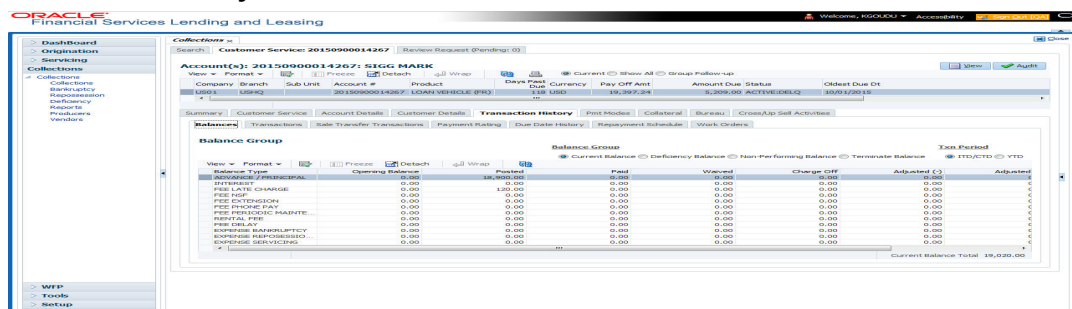 ORACLE
Financial Services Lending and Leasing
Welcome, KGOUDU Accessibility Sign Out [QA]
Close
DashBoard
Origination
Servicing
Collections
Collections
Collections
Bankruptcy
Repossession
Deficiency
Reports
Producers
Vendors
WFP
Tools
Setup
Collections
Search Customer Service: 20150900014267 Review Request (Pending: 0)
Account(s): 20150900014267: SIGG MARK
View Audit
View Format Freeze Detach Wrap Current Show All Group Follow-up
Company Branch Sub Unit Account # Product Days Past Due Currency Pay Off Amt Amount Due Status Oldest Due Dt
US01 USHQ 20150900014267 LOAN VEHICLE (FR) 118 USD 19,397.24 5,209.00 ACTIVE:DELQ 10/01/2015
Summary Customer Service Account Details Customer Details Transaction History Pmt Modes Collateral Bureau Cross/Up Sell Activities
Balances Transactions Sale Transfer Transactions Payment Rating Due Date History Repayment Schedule Work Orders
Balance Group
Balance Group Txn Period
Current Balance Deficiency Balance Non-Performing Balance Terminate Balance ITD/CTD YTD
View Format Freeze Detach Wrap
Balance Type Opening Balance Posted Paid Waived Charge Off Adjusted (-) Adjusted
ADVANCE / PRINCIPAL 0.00 18,900.00 0.00 0.00 0.00 0.00
INTEREST 0.00 0.00 0.00 0.00 0.00 0.00
FEE LATE CHARGE 0.00 120.00 0.00 0.00 0.00 0.00
FEE NSF 0.00 0.00 0.00 0.00 0.00 0.00
FEE EXTENSION 0.00 0.00 0.00 0.00 0.00 0.00
FEE PHONE PAY 0.00 0.00 0.00 0.00 0.00 0.00
FEE PERIODIC MAINTE... 0.00 0.00 0.00 0.00 0.00 0.00
RENTAL FEE 0.00 0.00 0.00 0.00 0.00 0.00
FEE DELAY 0.00 0.00 0.00 0.00 0.00 0.00
EXPENSE BANKRUPTCY 0.00 0.00 0.00 0.00 0.00 0.00
EXPENSE REPOSESSIO... 0.00 0.00 0.00 0.00 0.00 0.00
EXPENSE SERVICING 0.00 0.00 0.00 0.00 0.00 0.00
Current Balance Total 19,020.00